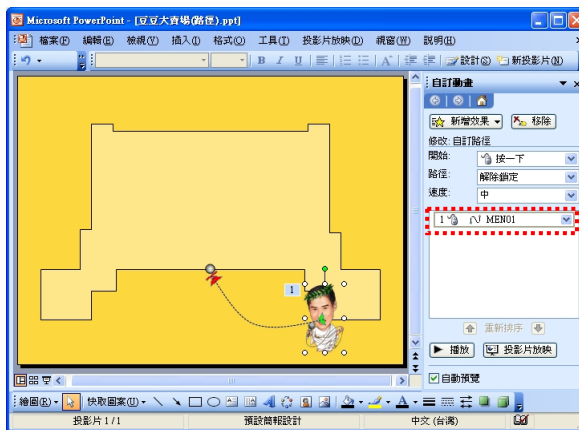 Microsoft PowerPoint - [豆豆大賣場(路徑).ppt]
檔案(F) 編輯(E) 檢視(V) 插入(I) 格式(O) 工具(T) 投影片放映(D) 視窗(W) 說明(H)
B I U A 設計(S) 新投影片(N)
自訂動畫
新增效果 移除
修改: 自訂路徑
開始: 按一下
路徑: 解除鎖定
速度: 中
1 MEN01
1
重新排序
播放 投影片放映
自動預覽
繪圖(R) 快取圖案(U) A A
投影片 1 / 1 預設簡報設計 中文 (台灣)